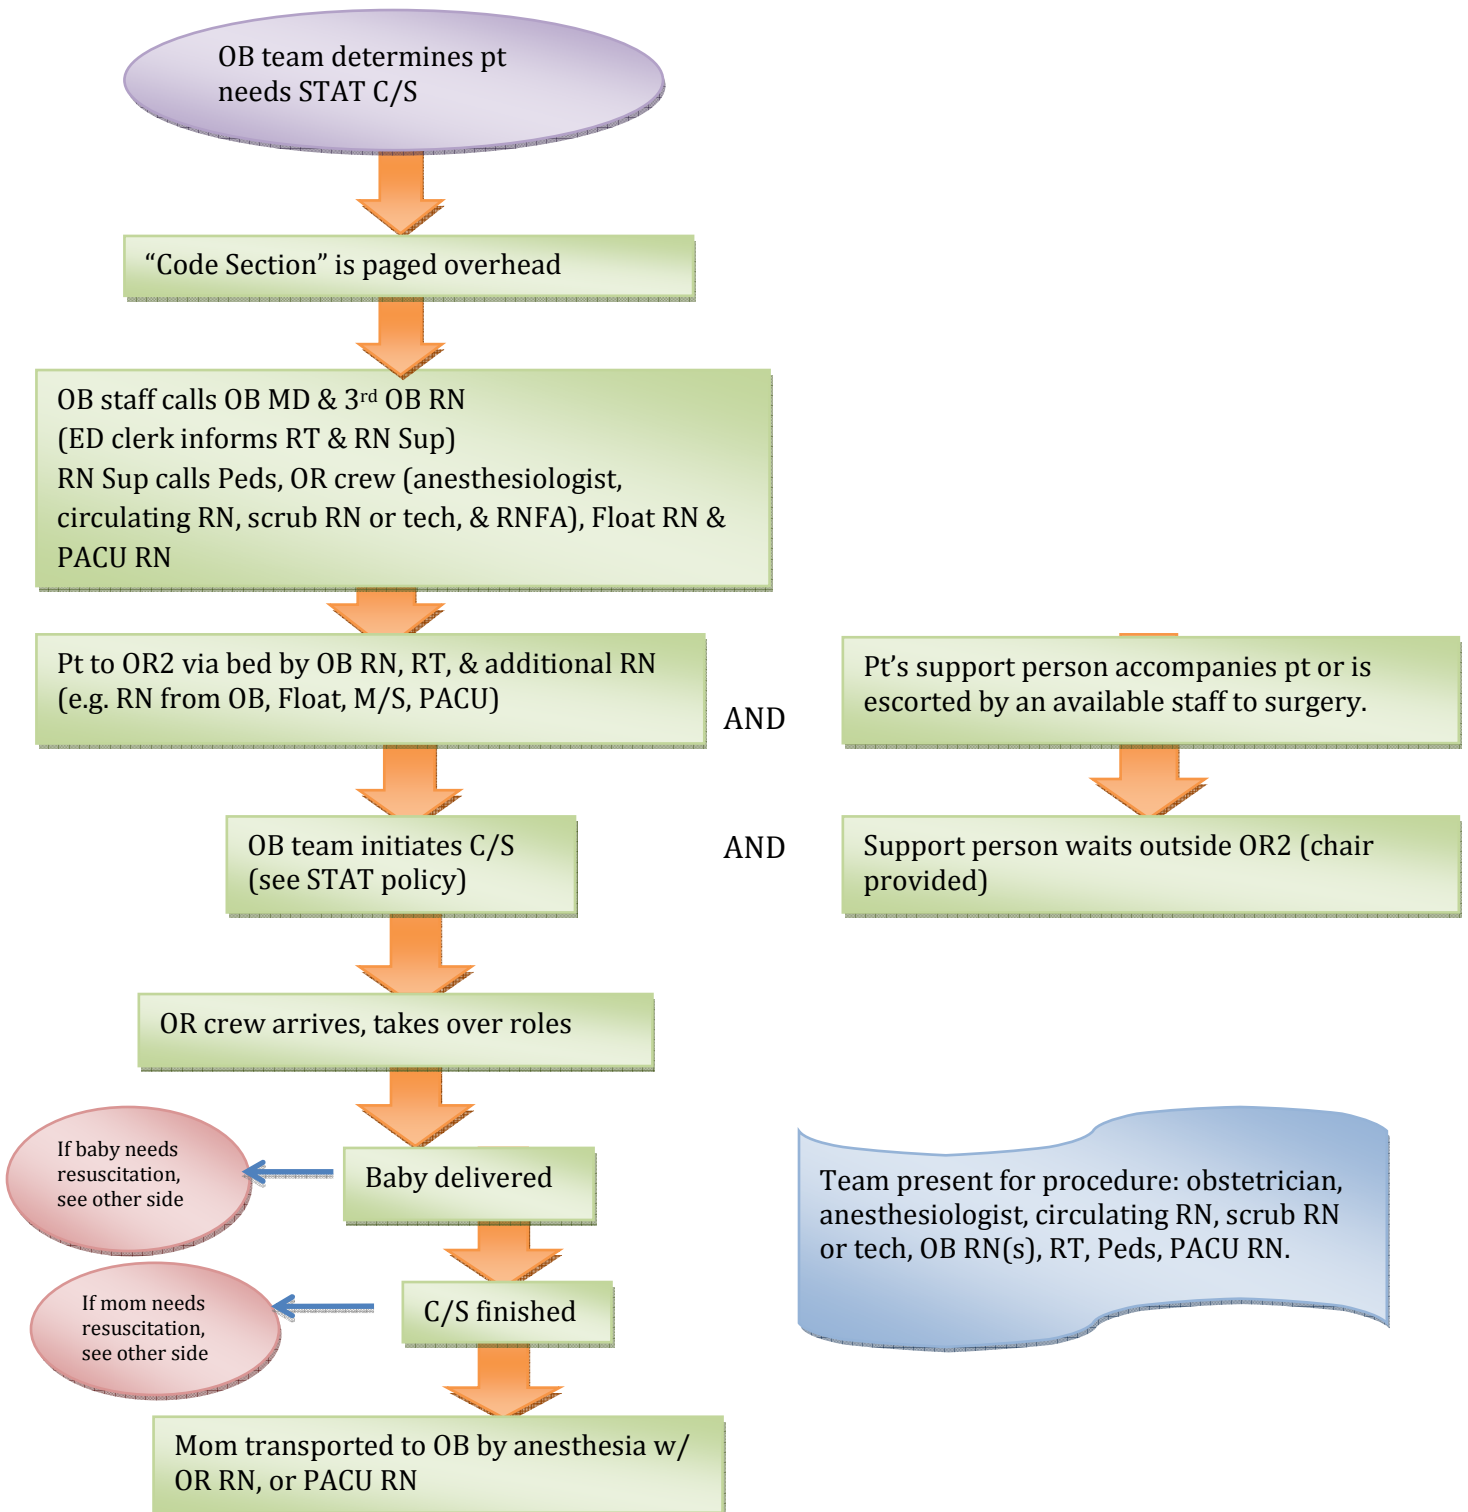 OB team determines pt
needs STAT C/S
“Code Section” is paged overhead
OB staff calls OB MD & 3rd OB RN
(ED clerk informs RT & RN Sup)
RN Sup calls Peds, OR crew (anesthesiologist,
circulating RN, scrub RN or tech, & RNFA), Float RN &
PACU RN
Pt to OR2 via bed by OB RN, RT, & additional RN
(e.g. RN from OB, Float, M/S, PACU)
AND
Pt’s support person accompanies pt or is
escorted by an available staff to surgery.
OB team initiates C/S
(see STAT policy)
AND
Support person waits outside OR2 (chair
provided)
OR crew arrives, takes over roles
If baby needs
resuscitation,
see other side
Baby delivered
Team present for procedure: obstetrician,
anesthesiologist, circulating RN, scrub RN
or tech, OB RN(s), RT, Peds, PACU RN.
If mom needs
resuscitation,
see other side
C/S finished
Mom transported to OB by anesthesia w/
OR RN, or PACU RN